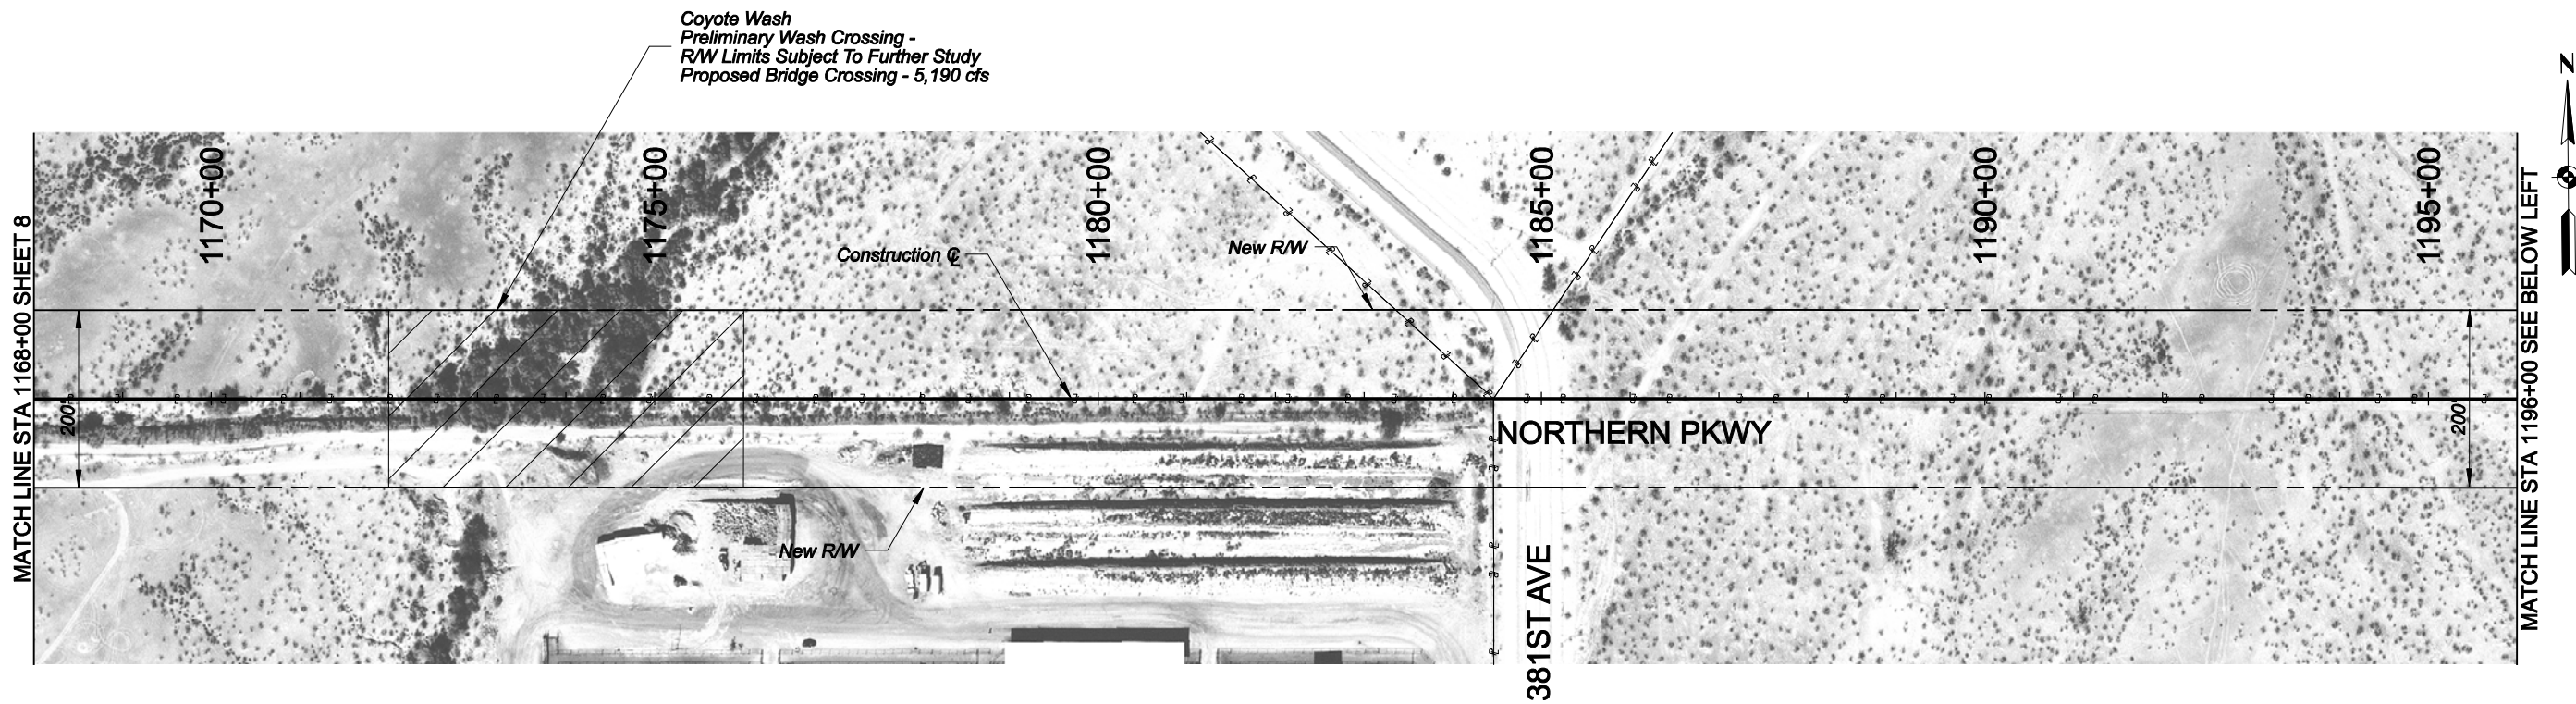 Coyote Wash
Preliminary Wash Crossing -
R/W Limits Subject To Further Study
Proposed Bridge Crossing - 5,190 cfs
N
MATCH LINE STA 1168+00 SHEET 8
1170+00
1175+00
1180+00
1185+00
1190+00
1195+00
MATCH LINE STA 1196+00 SEE BELOW LEFT
Construction ℄
New R/W
200'
200'
NORTHERN PKWY
New R/W
381ST AVE